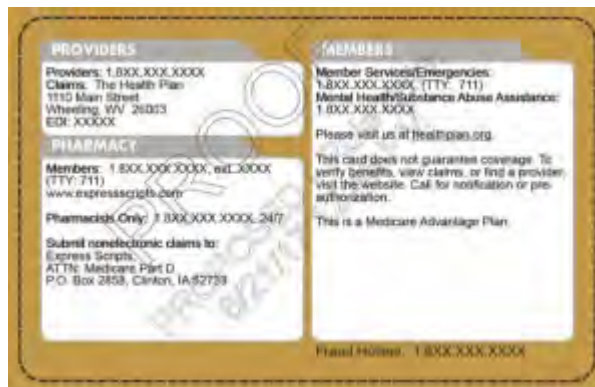 PROVIDERS
Providers: 1.8XX.XXX.XXXX
Claims: The Health Plan
1110 Main Street
Wheeling, WV 26003
EDI: XXXXX
PHARMACY
Members: 1.8XX.XXX.XXXX, ext. XXXX
(TTY: 711)
www.expressscripts.com
Pharmacists Only: 1.8XX.XXX.XXXX, 24/7
Submit nonelectronic claims to:
Express Scripts
ATTN: Medicare Part D
P.O. Box 2858, Clinton, IA 52733
MEMBERS
Member Services/Emergencies:
1.8XX.XXX.XXXX, (TTY: 711)
Mental Health/Substance Abuse Assistance:
1.8XX.XXX.XXXX
Please visit us at healthplan.org.
This card does not guarantee coverage. To
verify benefits, view claims, or find a provider,
visit the website. Call for notification or pre-
authorization.
This is a Medicare Advantage Plan
Fraud Hotline: 1.8XX.XXX.XXXX
PROOF